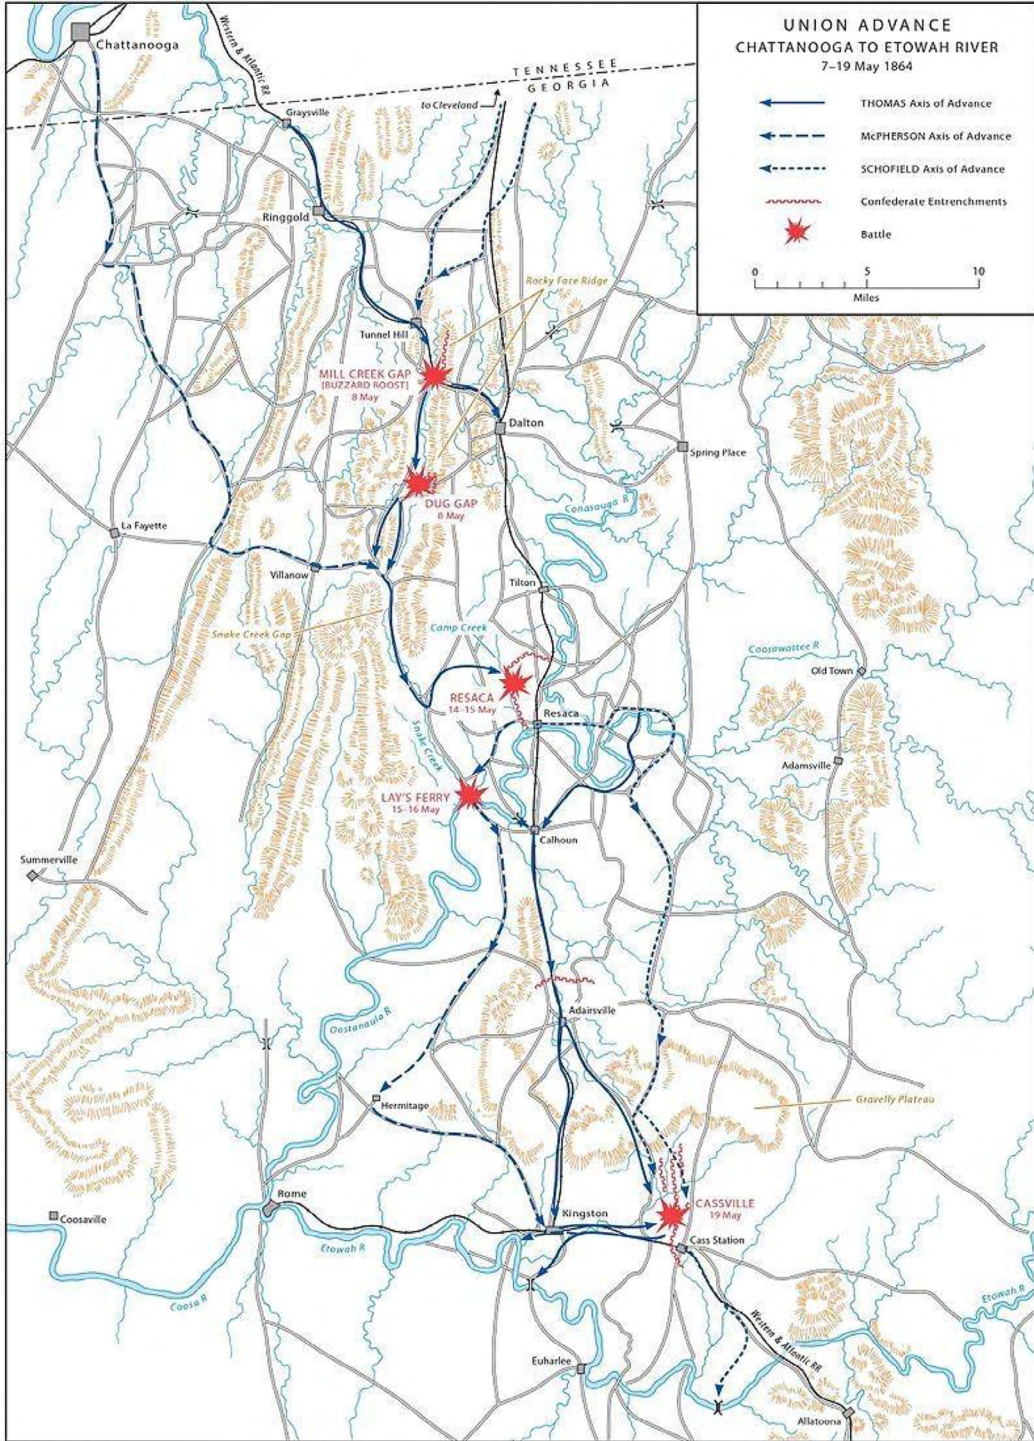 UNION ADVANCE
CHATTANOOGA TO ETOWAH RIVER
7–19 May 1864
THOMAS Axis of Advance
McPHERSON Axis of Advance
SCHOFIELD Axis of Advance
Confederate Entrenchments
Battle
0 5 10
Miles
Chattanooga
Western & Atlantic RR
TENNESSEE
GEORGIA
to Cleveland
Graysville
Ringgold
Rocky Face Ridge
Tunnel Hill
MILL CREEK GAP
[BUZZARD ROOST]
8 May
Dalton
Spring Place
DUG GAP
8 May
Conasauga R
La Fayette
Villanow
Tilton
Snake Creek Gap
Camp Creek
Coosawattee R
Old Town
RESACA
14–15 May
Resaca
Snake Creek
Adamsville
LAY'S FERRY
15–16 May
Calhoun
Summerville
Adairsville
Oostanaula R
Hermitage
Gravelly Plateau
Rome
CASSVILLE
19 May
Coosaville
Kingston
Cass Station
Etowah R
Coosa R
Etowah R
Western & Atlantic RR
Euharlee
Allatoona